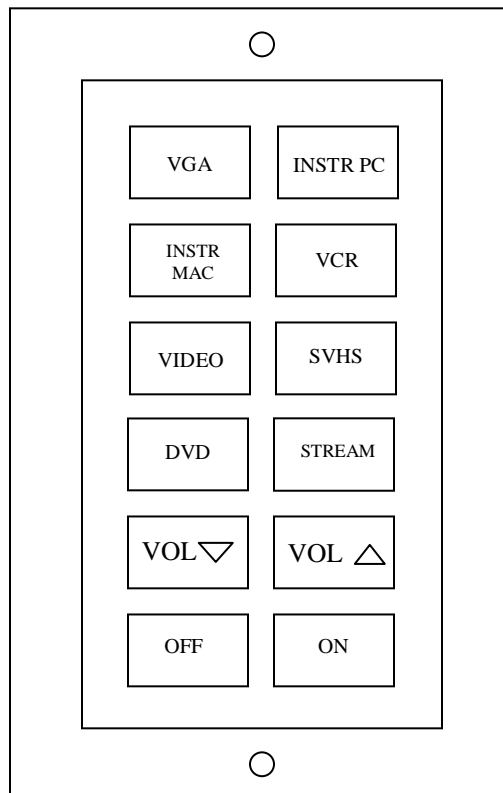 VGA
INSTR PC
INSTR
MAC
VCR
VIDEO
SVHS
DVD
STREAM
VOL
VOL
OFF
ON